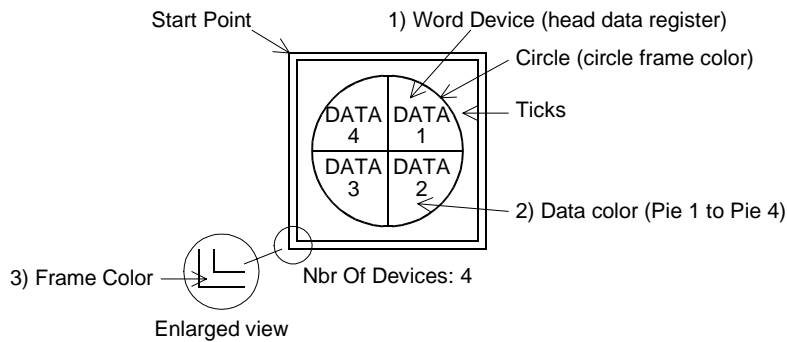 Start Point
1) Word Device (head data register)
Circle (circle frame color)
Ticks
DATA
4
DATA
1
DATA
3
DATA
2
2) Data color (Pie 1 to Pie 4)
3) Frame Color
Nbr Of Devices: 4
Enlarged view